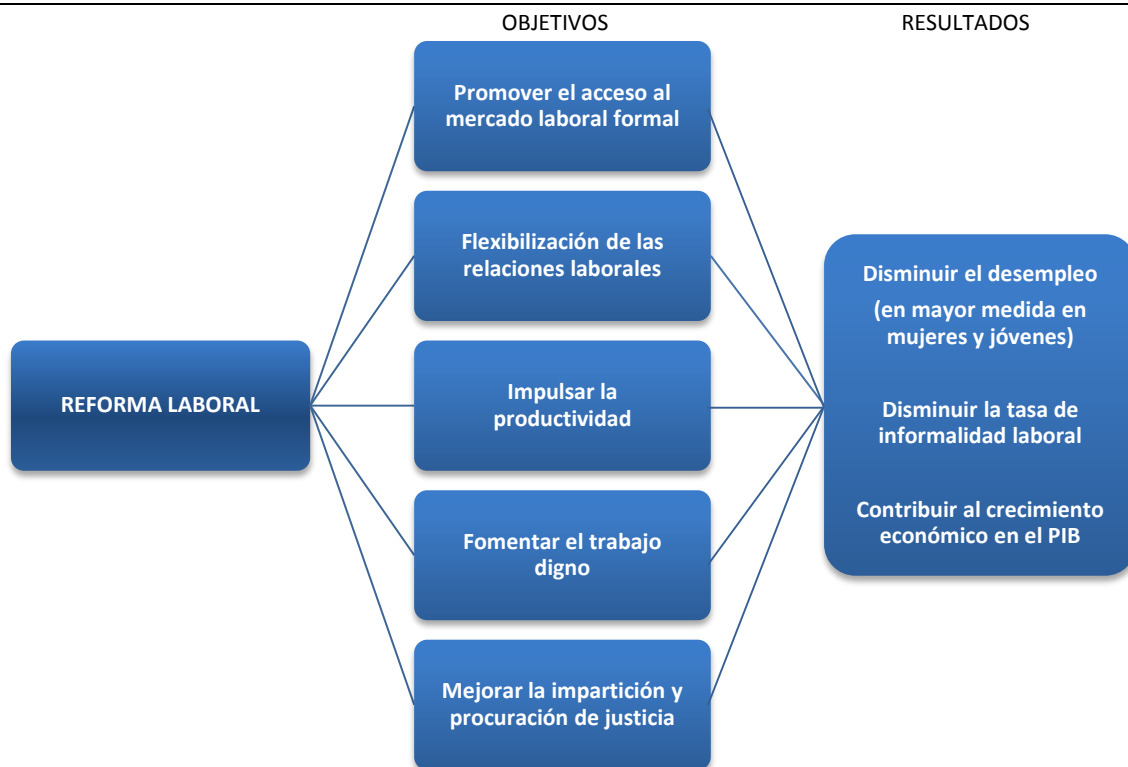 OBJETIVOS
RESULTADOS
Promover el acceso al
mercado laboral formal
Flexibilización de las
relaciones laborales
REFORMA LABORAL
Impulsar la
productividad
Fomentar el trabajo
digno
Mejorar la impartición y
procuración de justicia
Disminuir el desempleo
(en mayor medida en
mujeres y jóvenes)
Disminuir la tasa de
informalidad laboral
Contribuir al crecimiento
económico en el PIB